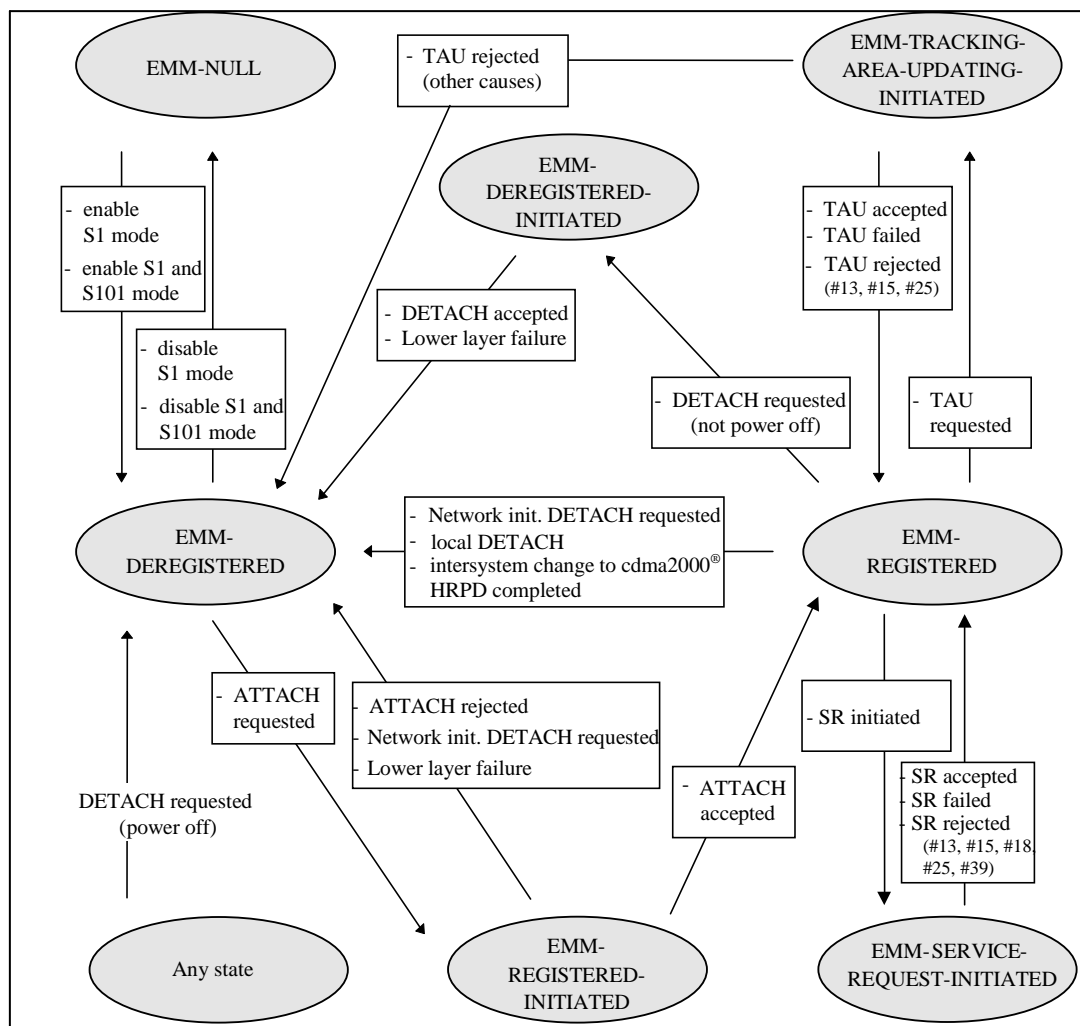 EMM-NULL
- TAU rejected
(other causes)
EMM-TRACKING-
AREA-UPDATING-
INITIATED
EMM-
DEREGISTERED-
INITIATED
- enable
S1 mode
- enable S1 and
S101 mode
- TAU accepted
- TAU failed
- TAU rejected
(#13, #15, #25)
- DETACH accepted
- Lower layer failure
- disable
S1 mode
- disable S1 and
S101 mode
- DETACH requested
(not power off)
- TAU
requested
EMM-
DEREGISTERED
- Network init. DETACH requested
- local DETACH
- intersystem change to cdma2000®
HRPD completed
EMM-
REGISTERED
- ATTACH
requested
- ATTACH rejected
- Network init. DETACH requested
- Lower layer failure
- SR initiated
- ATTACH
accepted
- SR accepted
- SR failed
- SR rejected
(#13, #15, #18,
#25, #39)
DETACH requested
(power off)
Any state
EMM-
REGISTERED-
INITIATED
EMM-SERVICE-
REQUEST-INITIATED